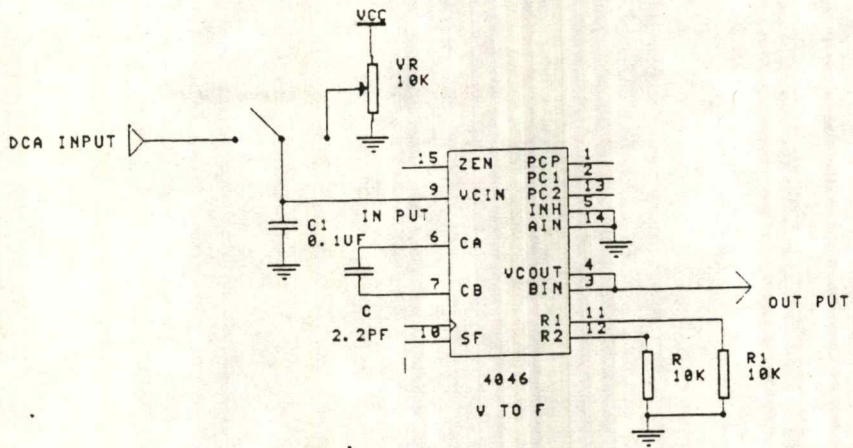 VCC
VR
10K
DCA INPUT
15 ZEN PCP 1
PC1 2
9 VCIN PC2 13
INH 5
IN PUT AIN 14
C1
0.1UF
6 CA
VCOUT 4
7 CB BIN 3
OUT PUT
C
R1 11
2.2PF 10 SF R2 12
R
10K
R1
10K
4046
V TO F